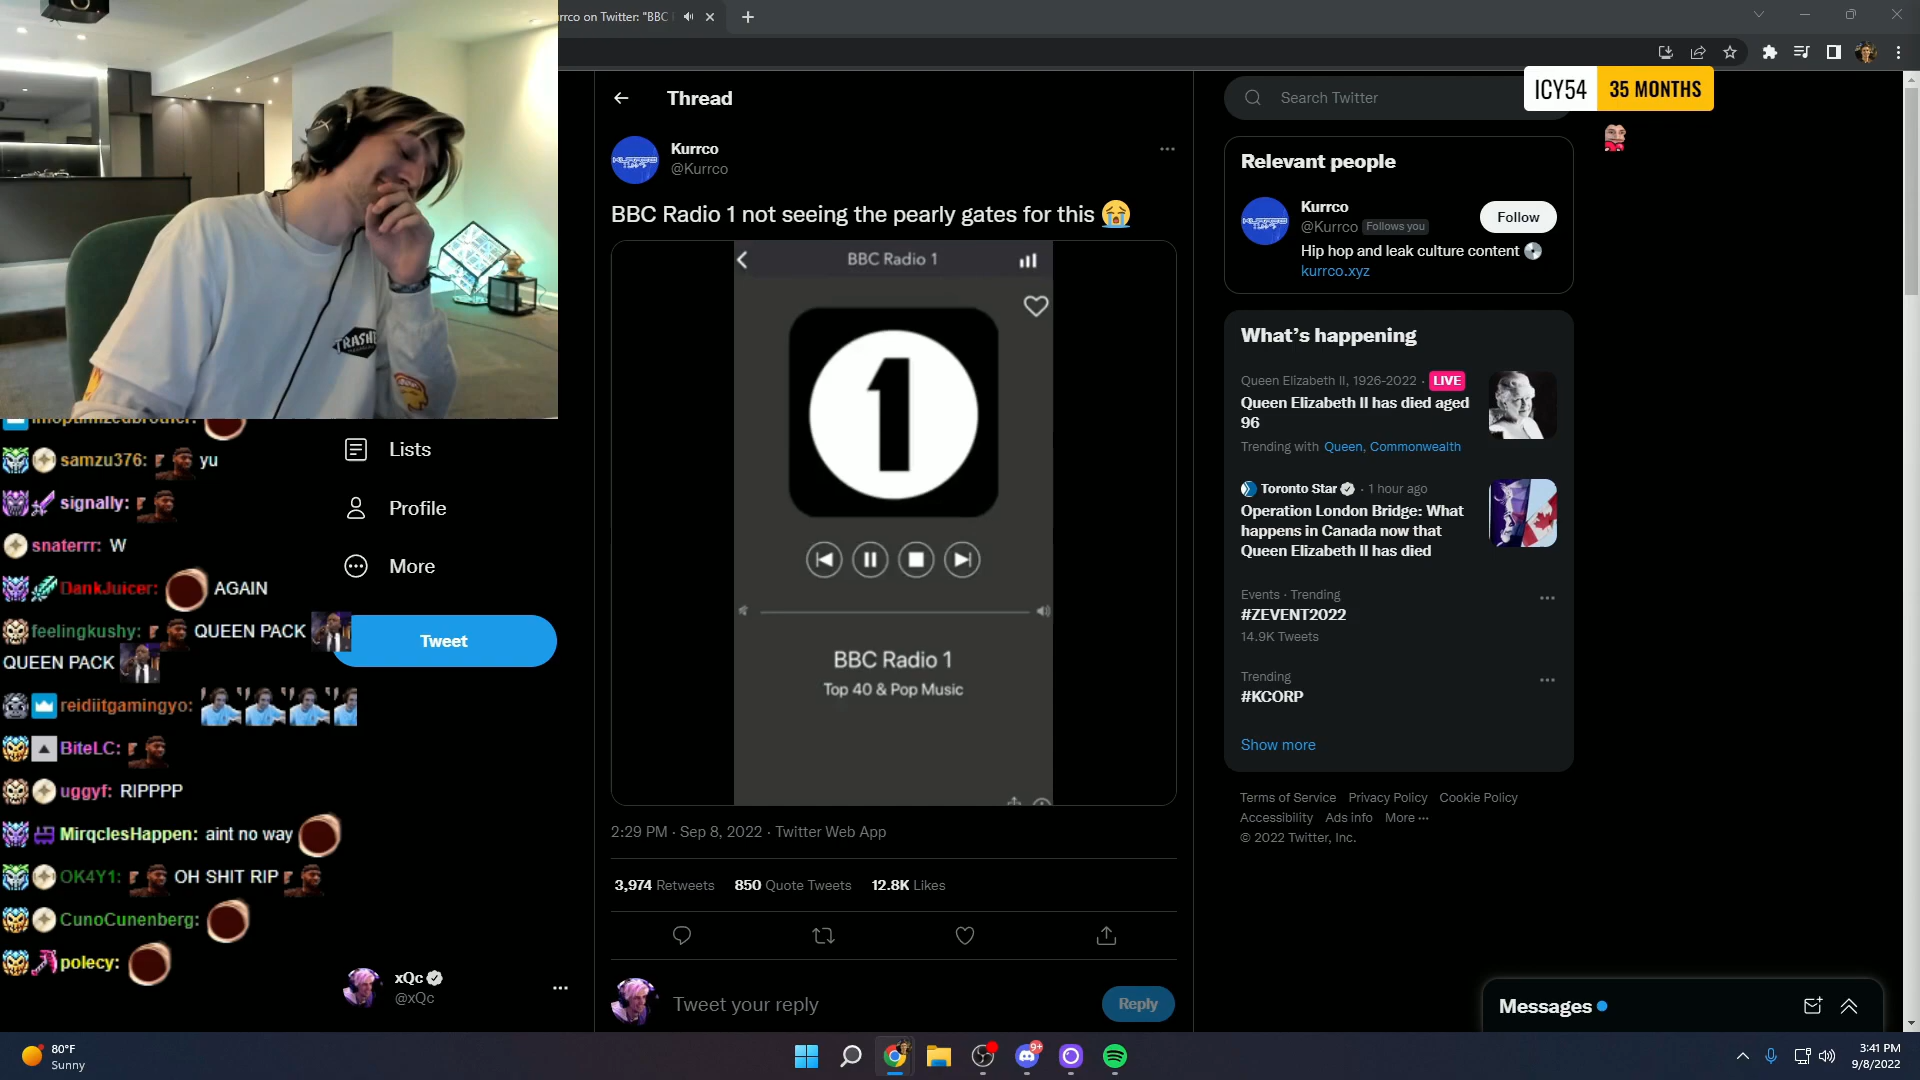 rrco on Twitter: "BBC
ICY54 35 MONTHS
Thread
Search Twitter
Kurrco
@Kurrco
BBC Radio 1 not seeing the pearly gates for this 😭
BBC Radio 1
1
BBC Radio 1
Top 40 & Pop Music
2:29 PM · Sep 8, 2022 · Twitter Web App
3,974 Retweets 850 Quote Tweets 12.8K Likes
Tweet your reply
Reply
Relevant people
Kurrco
@Kurrco Follows you
Follow
Hip hop and leak culture content
kurrco.xyz
What's happening
Queen Elizabeth II, 1926-2022 · LIVE
Queen Elizabeth II has died aged
96
Trending with Queen, Commonwealth
Toronto Star · 1 hour ago
Operation London Bridge: What
happens in Canada now that
Queen Elizabeth II has died
Events · Trending
#ZEVENT2022
14.9K Tweets
Trending
#KCORP
Show more
Terms of Service Privacy Policy Cookie Policy
Accessibility Ads info More ···
© 2022 Twitter, Inc.
Messages
TRASHER
samzu376: yu
signally:
snaterrr: W
DankJuicer: AGAIN
feelingkushy: QUEEN PACK
QUEEN PACK
reidiitgamingyo:
BiteLC:
uggyf: RIPPPP
MirqclesHappen: aint no way
OK4Y1: OH SHIT RIP
CunoCunenberg:
polecy:
Lists
Profile
More
Tweet
xQc
@xQc
80°F
Sunny
9+
3:41 PM
9/8/2022